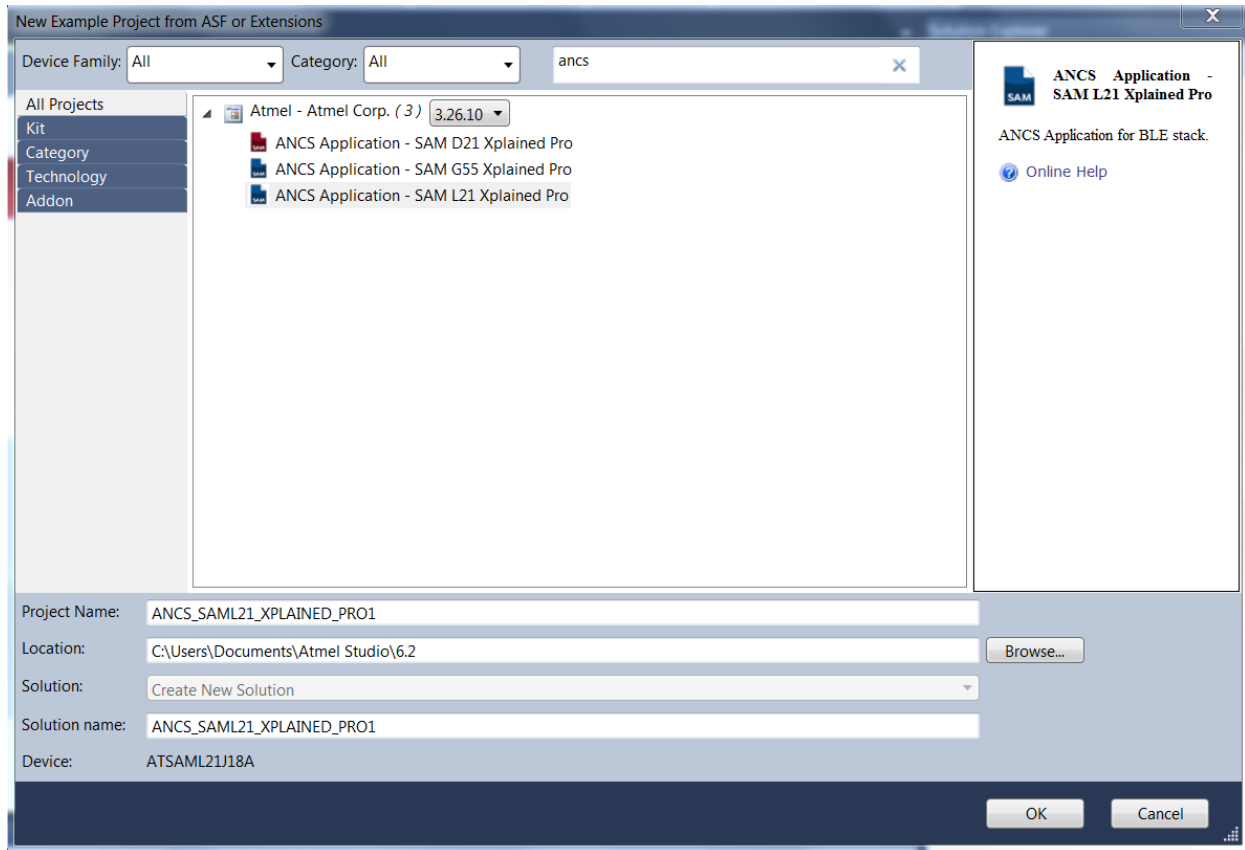 New Example Project from ASF or Extensions
X
Device Family: All
Category: All
ancs
All Projects
Kit
Category
Technology
Addon
Atmel - Atmel Corp. (3) 3.26.10
ANCS Application - SAM D21 Xplained Pro
ANCS Application - SAM G55 Xplained Pro
ANCS Application - SAM L21 Xplained Pro
SAM
ANCS Application -
SAM L21 Xplained Pro
ANCS Application for BLE stack.
Online Help
Project Name: ANCS_SAML21_XPLAINED_PRO1
Location: C:\Users\Documents\Atmel Studio\6.2 Browse...
Solution: Create New Solution
Solution name: ANCS_SAML21_XPLAINED_PRO1
Device: ATSAML21J18A
OK Cancel